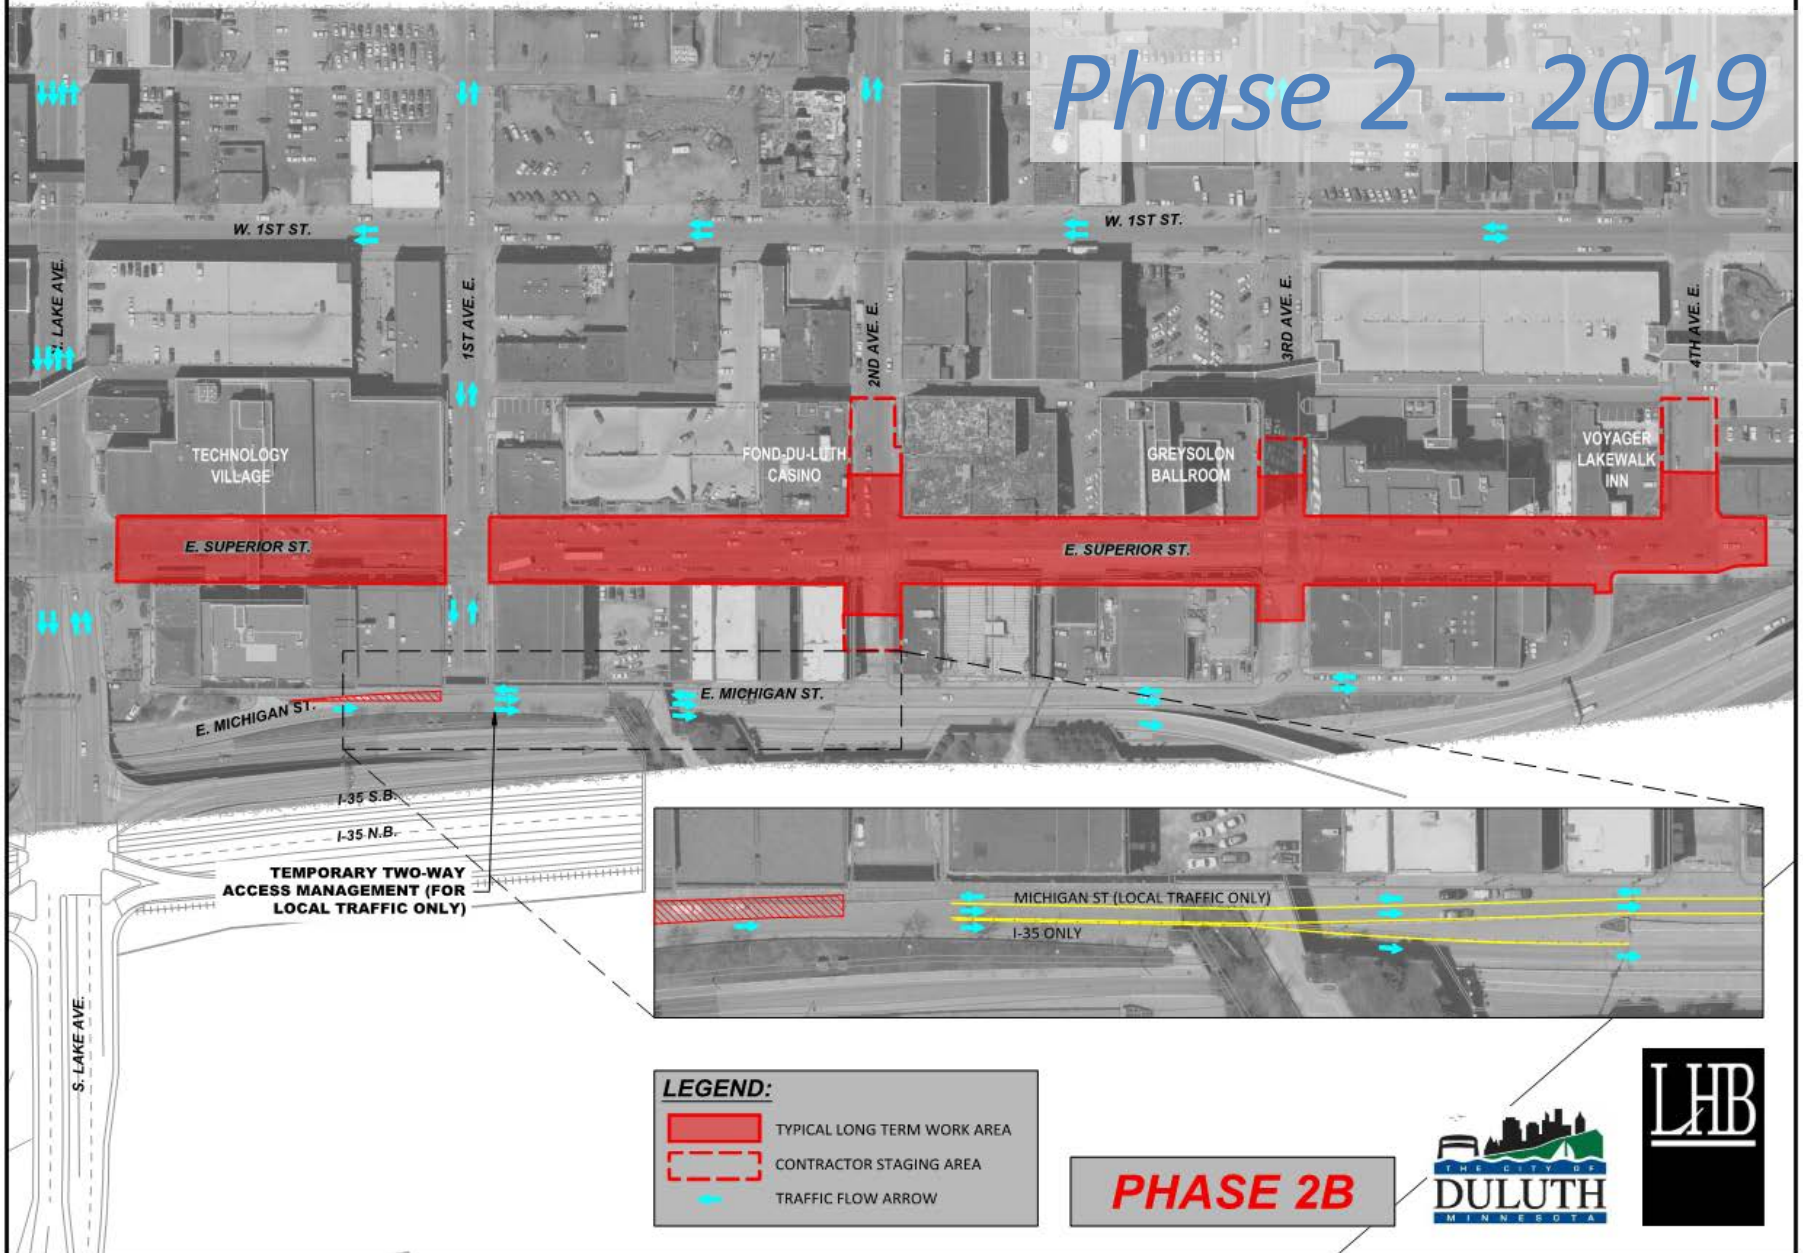 Phase 2 – 2019
W. 1ST ST.
W. 1ST ST.
LAKE AVE.
1ST AVE. E.
2ND AVE. E.
3RD AVE. E.
4TH AVE. E.
TECHNOLOGY
VILLAGE
FOND-DU-LUTH
CASINO
GREYSOLON
BALLROOM
VOYAGER
LAKEWALK
INN
E. SUPERIOR ST.
E. SUPERIOR ST.
E. MICHIGAN ST.
E. MICHIGAN ST.
I-35 S.B.
I-35 N.B.
TEMPORARY TWO-WAY
ACCESS MANAGEMENT (FOR
LOCAL TRAFFIC ONLY)
MICHIGAN ST (LOCAL TRAFFIC ONLY)
I-35 ONLY
S. LAKE AVE.
LEGEND:
TYPICAL LONG TERM WORK AREA
CONTRACTOR STAGING AREA
TRAFFIC FLOW ARROW
PHASE 2B
THE CITY OF
DULUTH
MINNESOTA
LHB